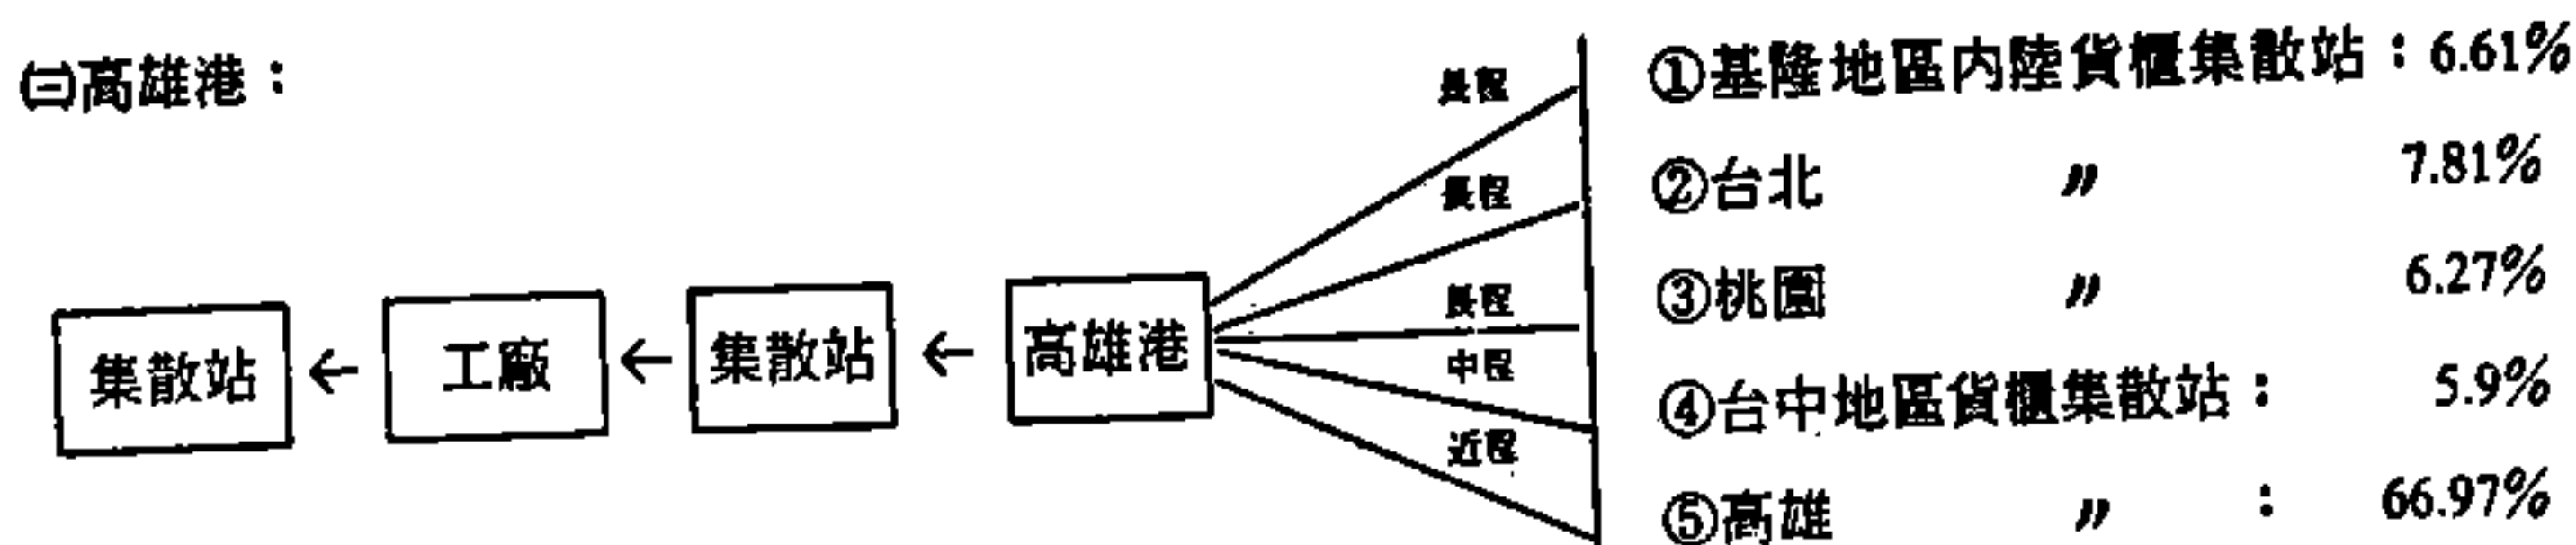 ㈢高雄港：
長程
①基隆地區内陸貨櫃集散站：6.61%
長程
②台北 〃 7.81%
長程
③桃園 〃 6.27%
集散站 ← 工廠 ← 集散站 ← 高雄港
中程
④台中地區貨櫃集散站： 5.9%
近程
⑤高雄 〃 ： 66.97%